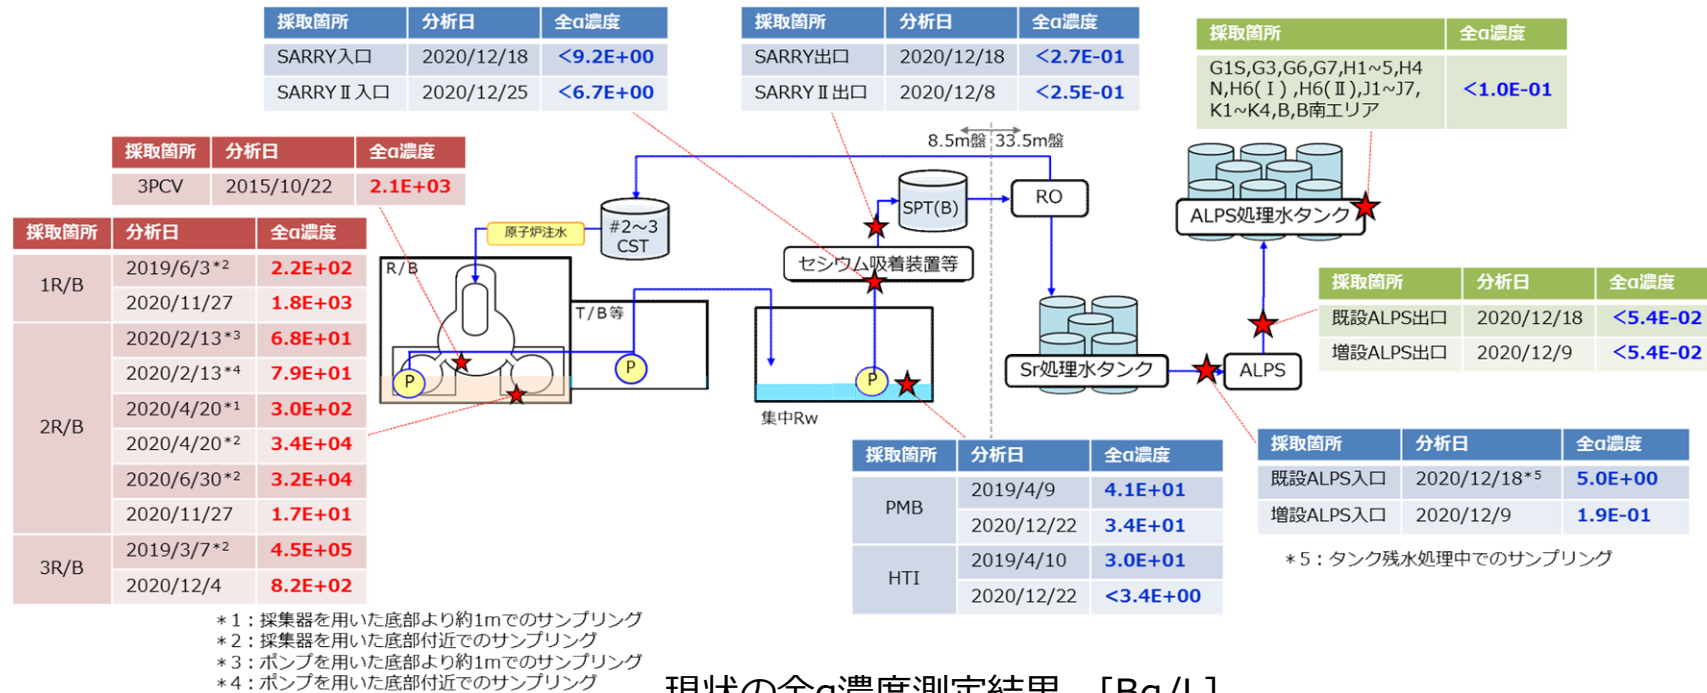 採取箇所 分析日 全α濃度
SARRY入口 2020/12/18 <9.2E+00
SARRYⅡ入口 2020/12/25 <6.7E+00
採取箇所 分析日 全α濃度
SARRY出口 2020/12/18 <2.7E-01
SARRYⅡ出口 2020/12/8 <2.5E-01
採取箇所 全α濃度
G1S,G3,G6,G7,H1~5,H4
N,H6(Ⅰ),H6(Ⅱ),J1~J7,
K1~K4,B,B南エリア
<1.0E-01
採取箇所 分析日 全α濃度
3PCV 2015/10/22 2.1E+03
8.5m盤 33.5m盤
採取箇所 分析日 全α濃度
1R/B 2019/6/3*2 2.2E+02
2020/11/27 1.8E+03
2R/B 2020/2/13*3 6.8E+01
2020/2/13*4 7.9E+01
2020/4/20*1 3.0E+02
2020/4/20*2 3.4E+04
2020/6/30*2 3.2E+04
2020/11/27 1.7E+01
3R/B 2019/3/7*2 4.5E+05
2020/12/4 8.2E+02
原子炉注水
#2~3
CST
SPT(B)
RO
ALPS処理水タンク
R/B
T/B等
セシウム吸着装置等
P
P
P
集中Rw
Sr処理水タンク
ALPS
採取箇所 分析日 全α濃度
既設ALPS出口 2020/12/18 <5.4E-02
増設ALPS出口 2020/12/9 <5.4E-02
採取箇所 分析日 全α濃度
PMB 2019/4/9 4.1E+01
2020/12/22 3.4E+01
HTI 2019/4/10 3.0E+01
2020/12/22 <3.4E+00
採取箇所 分析日 全α濃度
既設ALPS入口 2020/12/18*5 5.0E+00
増設ALPS入口 2020/12/9 1.9E-01
*5:タンク残水処理中でのサンプリング
*1:採集器を用いた底部より約1mでのサンプリング
*2:採集器を用いた底部付近でのサンプリング
*3:ポンプを用いた底部より約1mでのサンプリング
*4:ポンプを用いた底部付近でのサンプリング
現状の全α濃度測定結果 [Bq/L]